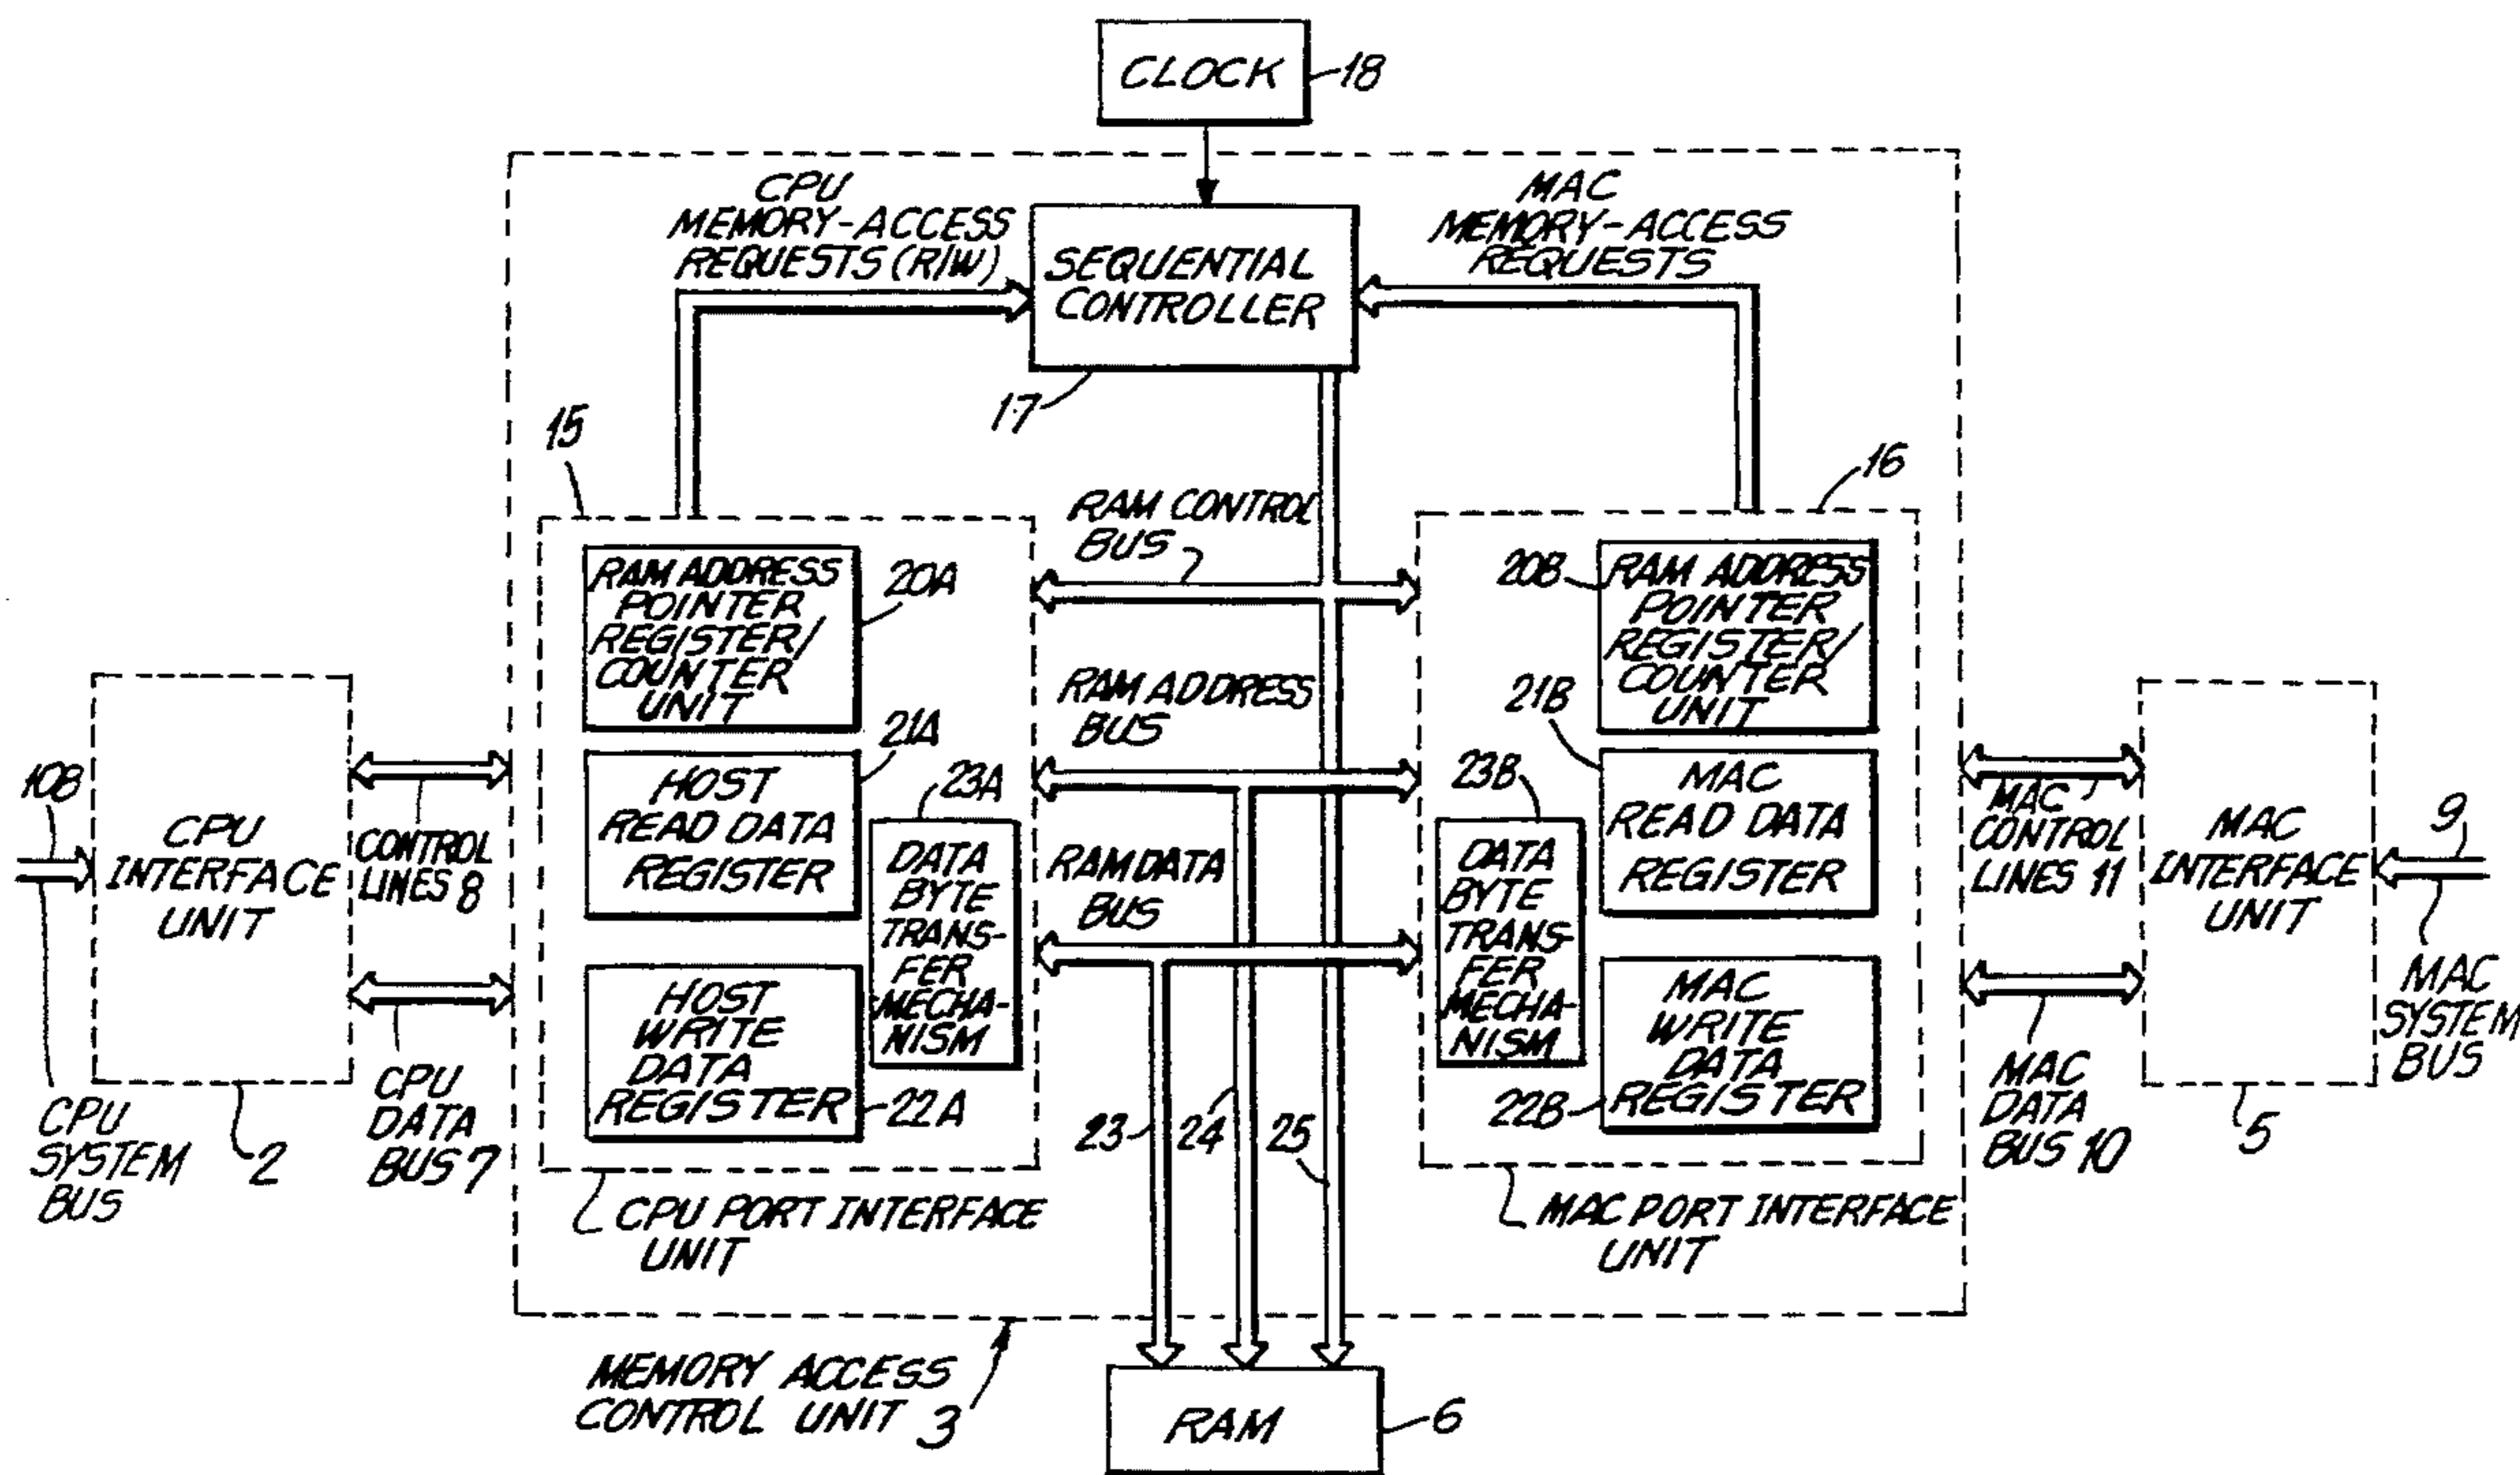 CLOCK
18
CPU
MEMORY-ACCESS
REQUESTS (R/W)
MAC
MEMORY-ACCESS
REQUESTS
SEQUENTIAL
CONTROLLER
17
15
16
RAM CONTROL
BUS
RAM ADDRESS
POINTER
REGISTER/
COUNTER
UNIT
20A
20B
RAM ADDRESS
POINTER
REGISTER/
COUNTER
UNIT
RAM ADDRESS
BUS
21A
21B
HOST
READ DATA
REGISTER
23A
23B
MAC
READ DATA
REGISTER
DATA
BYTE
TRANS-
FER
MECHA-
NISM
RAM DATA
BUS
DATA
BYTE
TRANS-
FER
MECHA-
NISM
HOST
WRITE
DATA
REGISTER
22A
23
24
25
22B
MAC
WRITE
DATA
REGISTER
10B
CPU
INTERFACE
UNIT
CONTROL
LINES 8
MAC
CONTROL
LINES 11
MAC
INTERFACE
UNIT
9
CPU
SYSTEM
BUS
2
CPU
DATA
BUS 7
MAC
DATA
BUS 10
5
MAC
SYSTEM
BUS
CPU PORT INTERFACE
UNIT
MAC PORT INTERFACE
UNIT
MEMORY ACCESS
CONTROL UNIT 3
RAM
6